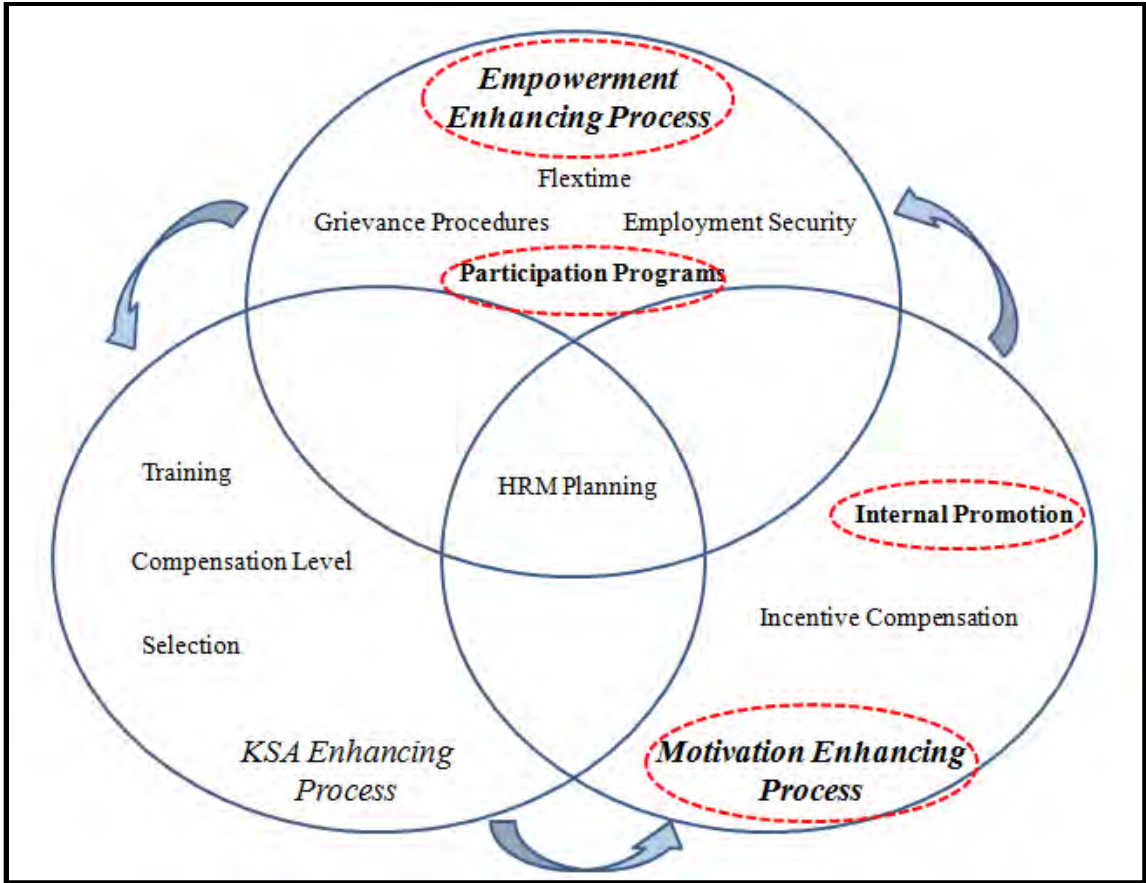 Empowerment
Enhancing Process
Flextime
Grievance Procedures
Employment Security
Participation Programs
Training
HRM Planning
Internal Promotion
Compensation Level
Incentive Compensation
Selection
KSA Enhancing
Process
Motivation Enhancing
Process